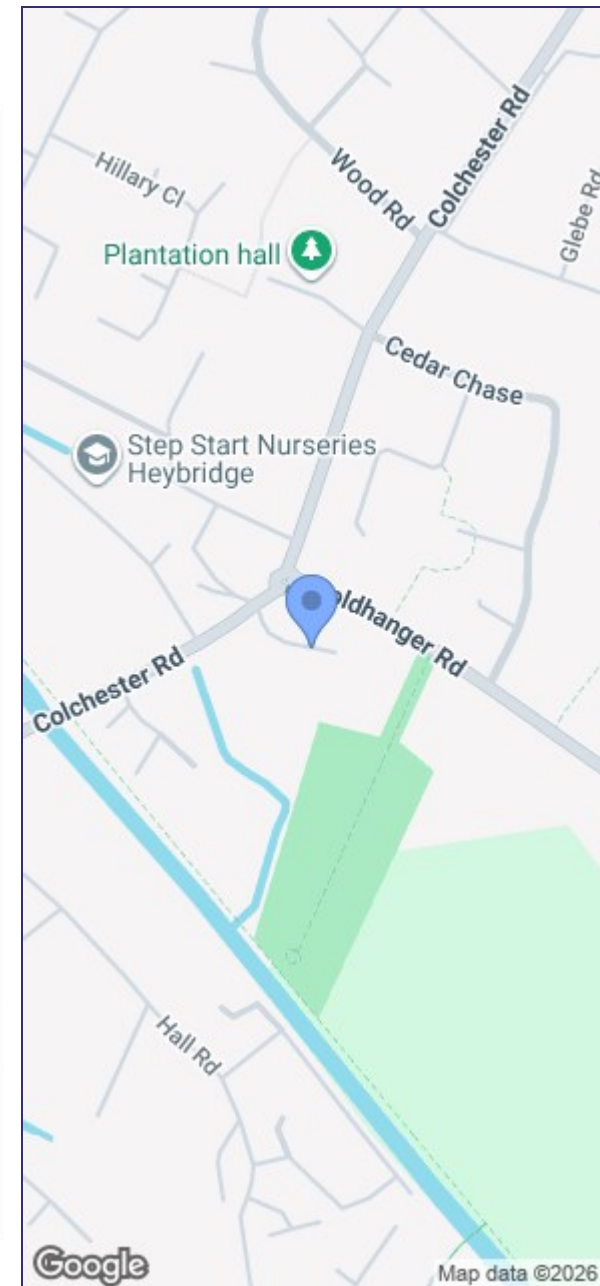 Colchester Rd
Wood Rd
Hillary Cl
Glebe Rd
Plantation hall
Cedar Chase
Step Start Nurseries
Heybridge
oldhanger Rd
Colchester Rd
Hall Rd
Google
Map data ©2026